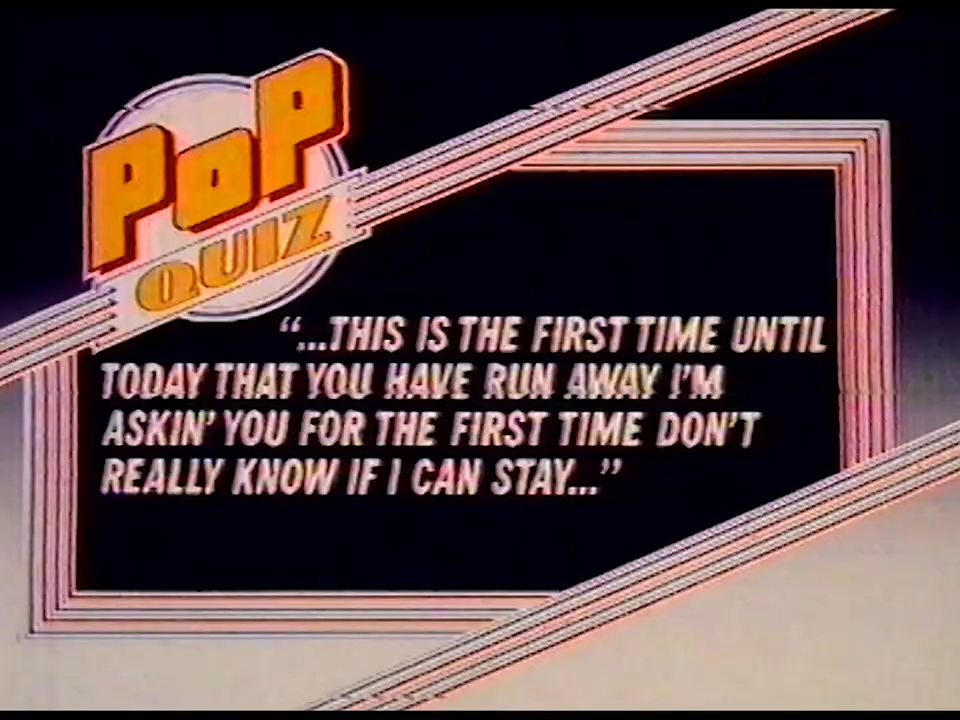 POP
QUIZ
“...THIS IS THE FIRST TIME UNTIL
TODAY THAT YOU HAVE RUN AWAY I'M
ASKIN' YOU FOR THE FIRST TIME DON'T
REALLY KNOW IF I CAN STAY...”